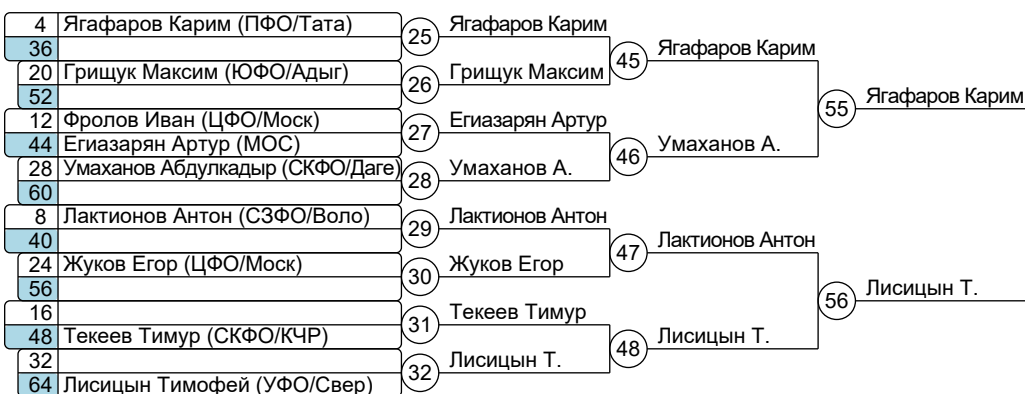 4 Ягафаров Карим (ПФО/Тата)
36
20 Грищук Максим (ЮФО/Адыг)
52
12 Фролов Иван (ЦФО/Моск)
44 Егиазарян Артур (МОС)
28 Умаханов Абдулкадыр (СКФО/Даге)
60
8 Лактионов Антон (СЗФО/Воло)
40
24 Жуков Егор (ЦФО/Моск)
56
16
48 Текеев Тимур (СКФО/КЧР)
32
64 Лисицын Тимофей (УФО/Свер)
25 Ягафаров Карим
26 Грищук Максим
27 Егиазарян Артур
28 Умаханов А.
29 Лактионов Антон
30 Жуков Егор
31 Текеев Тимур
32 Лисицын Т.
45 Ягафаров Карим
46 Умаханов А.
47 Лактионов Антон
48 Лисицын Т.
55 Ягафаров Карим
56 Лисицын Т.